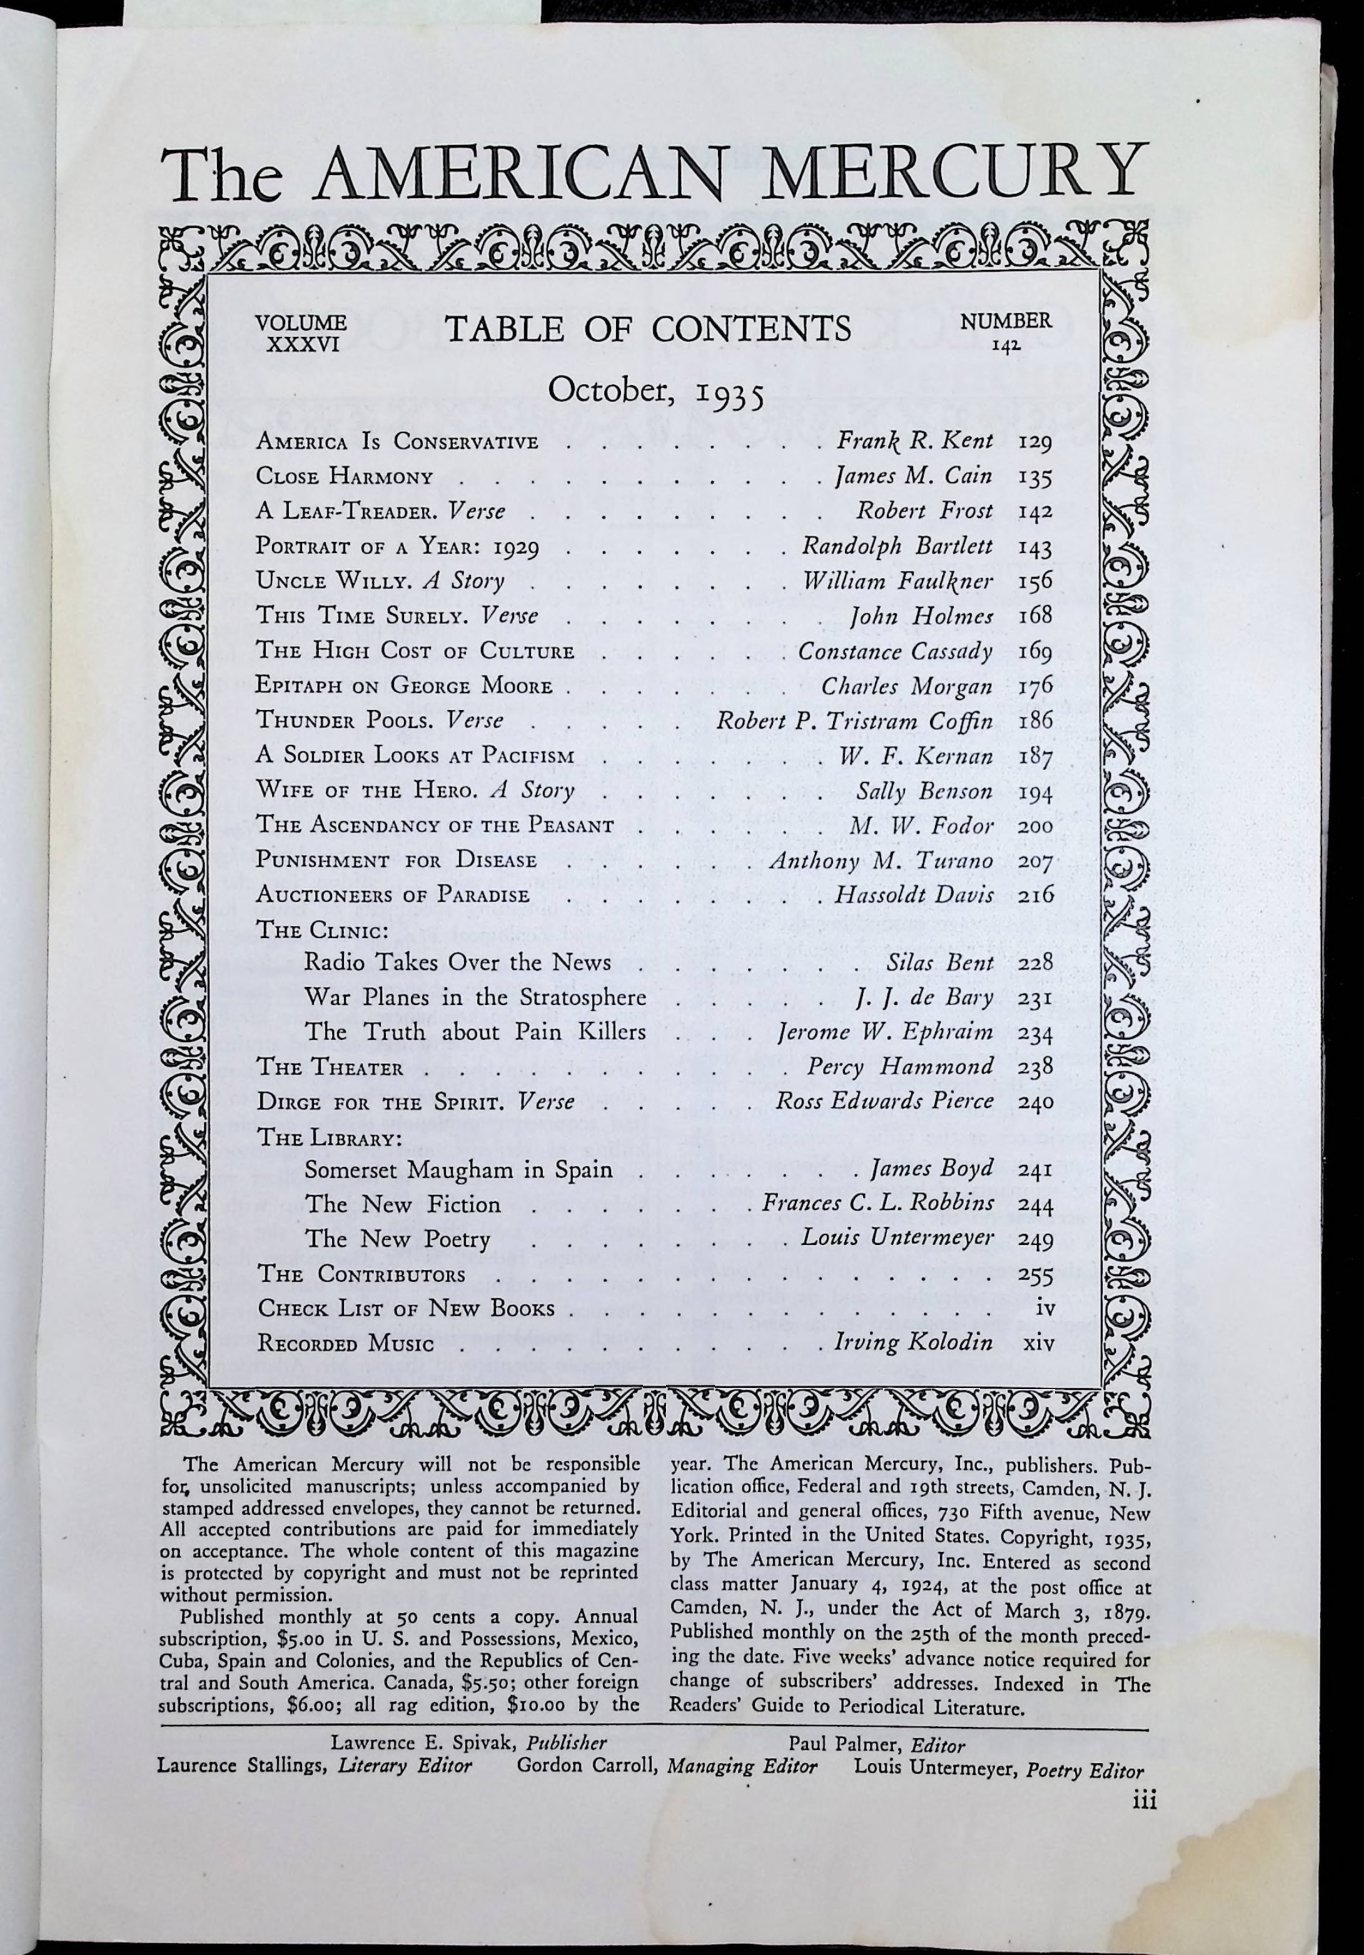 The AMERICAN MERCURY
VOLUME XXXVI
TABLE OF CONTENTS
NUMBER 142
October, 1935
AMERICA IS CONSERVATIVE . . . . . . . . Frank R. Kent 129
CLOSE HARMONY . . . . . . . . . . . James M. Cain 135
A LEAF-TREADER. Verse . . . . . . . . . Robert Frost 142
PORTRAIT OF A YEAR: 1929 . . . . . . . Randolph Bartlett 143
UNCLE WILLY. A Story . . . . . . . . William Faulkner 156
THIS TIME SURELY. Verse . . . . . . . . John Holmes 168
THE HIGH COST OF CULTURE . . . . . . Constance Cassady 169
EPITAPH ON GEORGE MOORE . . . . . . . Charles Morgan 176
THUNDER POOLS. Verse . . . . . Robert P. Tristram Coffin 186
A SOLDIER LOOKS AT PACIFISM . . . . . . . W. F. Kernan 187
WIFE OF THE HERO. A Story . . . . . . . Sally Benson 194
THE ASCENDANCY OF THE PEASANT . . . . . . M. W. Fodor 200
PUNISHMENT FOR DISEASE . . . . . . Anthony M. Turano 207
AUCTIONEERS OF PARADISE . . . . . . . . Hassoldt Davis 216
THE CLINIC:
Radio Takes Over the News . . . . . . . Silas Bent 228
War Planes in the Stratosphere . . . . . J. J. de Bary 231
The Truth about Pain Killers . . . Jerome W. Ephraim 234
THE THEATER . . . . . . . . . . . Percy Hammond 238
DIRGE FOR THE SPIRIT. Verse . . . . . Ross Edwards Pierce 240
THE LIBRARY:
Somerset Maugham in Spain . . . . . . . James Boyd 241
The New Fiction . . . . . . . Frances C. L. Robbins 244
The New Poetry . . . . . . . . Louis Untermeyer 249
THE CONTRIBUTORS . . . . . . . . . . . . . . . 255
CHECK LIST OF NEW BOOKS . . . . . . . . . . . iv
RECORDED MUSIC . . . . . . . . . . . Irving Kolodin xiv
The American Mercury will not be responsible
for, unsolicited manuscripts; unless accompanied by
stamped addressed envelopes, they cannot be returned.
All accepted contributions are paid for immediately
on acceptance. The whole content of this magazine
is protected by copyright and must not be reprinted
without permission.
Published monthly at 50 cents a copy. Annual
subscription, $5.00 in U. S. and Possessions, Mexico,
Cuba, Spain and Colonies, and the Republics of Cen-
tral and South America. Canada, $5.50; other foreign
subscriptions, $6.00; all rag edition, $10.00 by the
year. The American Mercury, Inc., publishers. Pub-
lication office, Federal and 19th streets, Camden, N. J.
Editorial and general offices, 730 Fifth avenue, New
York. Printed in the United States. Copyright, 1935,
by The American Mercury, Inc. Entered as second
class matter January 4, 1924, at the post office at
Camden, N. J., under the Act of March 3, 1879.
Published monthly on the 25th of the month preced-
ing the date. Five weeks' advance notice required for
change of subscribers' addresses. Indexed in The
Readers' Guide to Periodical Literature.
Lawrence E. Spivak, Publisher Paul Palmer, Editor
Laurence Stallings, Literary Editor Gordon Carroll, Managing Editor Louis Untermeyer, Poetry Editor
iii